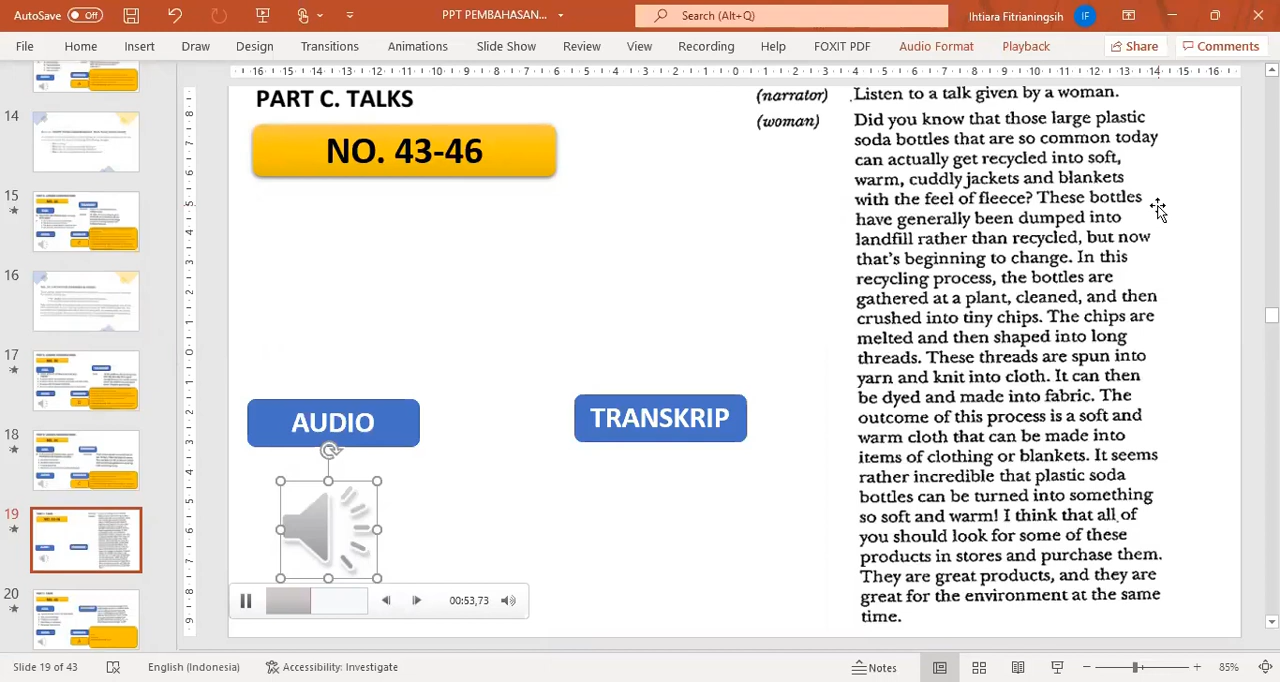 AutoSave Off
PPT PEMBAHASAN...
Search (Alt+Q)
Ihtiara Fitrianingsih
IF
File Home Insert Draw Design Transitions Animations Slide Show Review View Recording Help FOXIT PDF Audio Format Playback Share Comments
14
15
16
17
18
19
20
PART C. TALKS
NO. 43-46
AUDIO
TRANSKRIP
00:53,72
(narrator) Listen to a talk given by a woman.
(woman) Did you know that those large plastic
soda bottles that are so common today
can actually get recycled into soft,
warm, cuddly jackets and blankets
with the feel of fleece? These bottles
have generally been dumped into
landfill rather than recycled, but now
that's beginning to change. In this
recycling process, the bottles are
gathered at a plant, cleaned, and then
crushed into tiny chips. The chips are
melted and then shaped into long
threads. These threads are spun into
yarn and knit into cloth. It can then
be dyed and made into fabric. The
outcome of this process is a soft and
warm cloth that can be made into
items of clothing or blankets. It seems
rather incredible that plastic soda
bottles can be turned into something
so soft and warm! I think that all of
you should look for some of these
products in stores and purchase them.
They are great products, and they are
great for the environment at the same
time.
Slide 19 of 43
English (Indonesia)
Accessibility: Investigate
Notes
85%